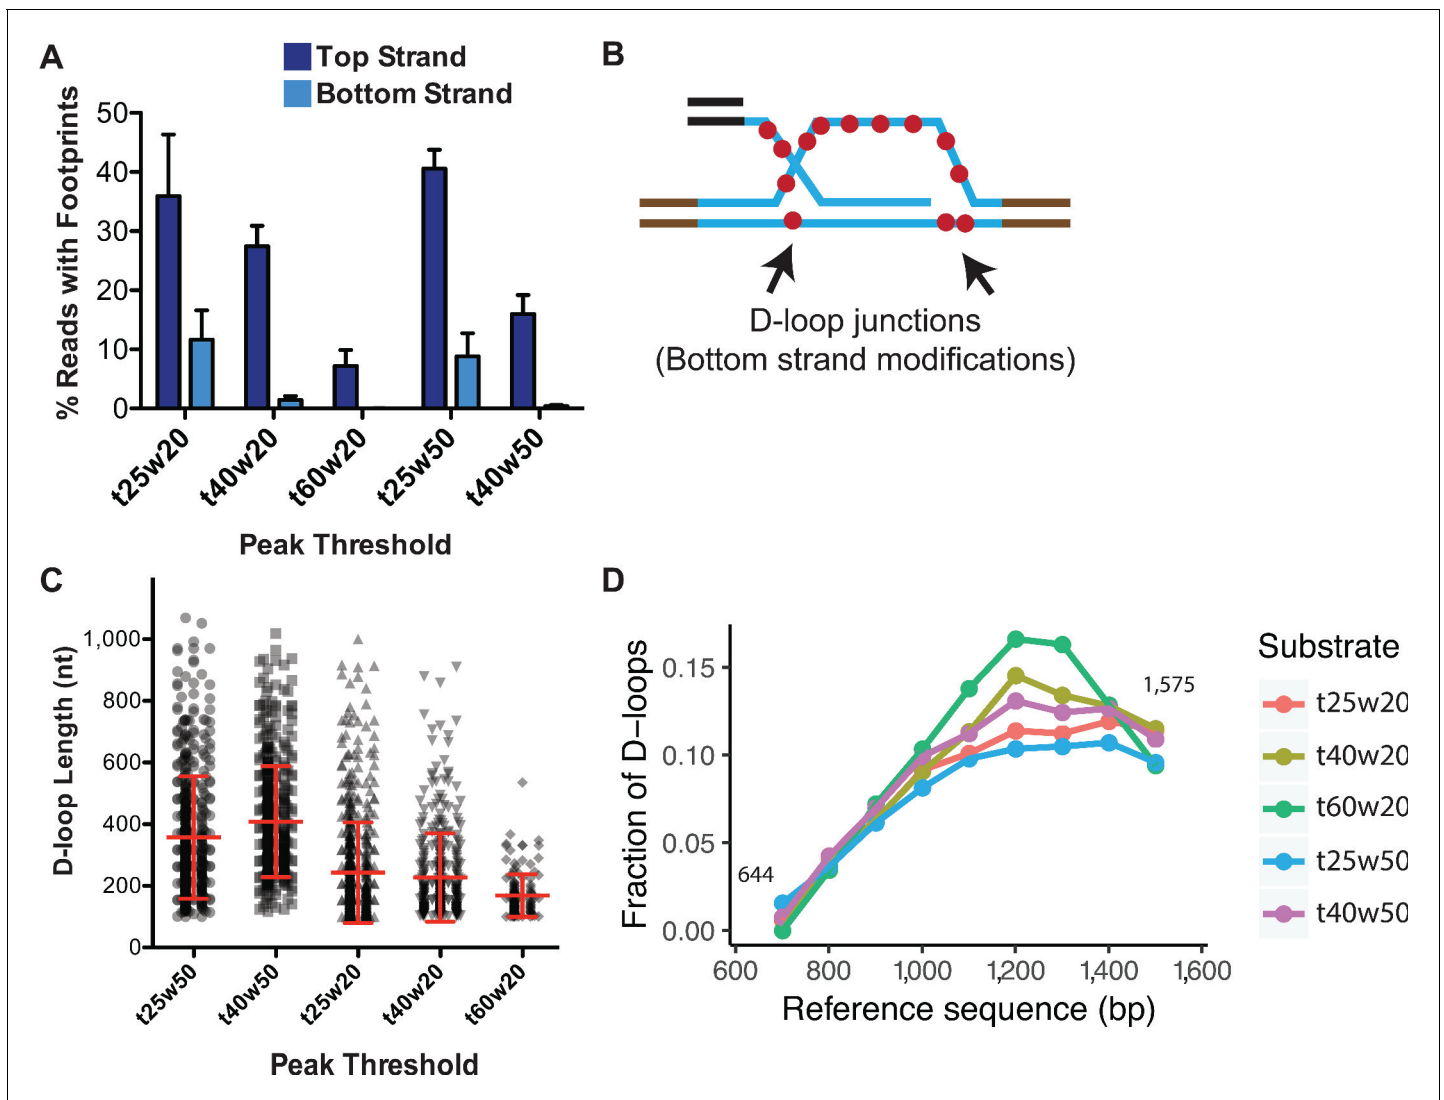 A
Top Strand
Bottom Strand
% Reads with Footprints
50
40
30
20
10
0
t25w20
t40w20
t60w20
t25w50
t40w50
Peak Threshold
B
D-loop junctions
(Bottom strand modifications)
C
D-loop Length (nt)
1,000
800
600
400
200
0
t25w50
t40w50
t25w20
t40w20
t60w20
Peak Threshold
D
Fraction of D–loops
0.15
0.10
0.05
0.00
644
1,575
600
800
1,000
1,200
1,400
1,600
Reference sequence (bp)
Substrate
t25w20
t40w20
t60w20
t25w50
t40w50